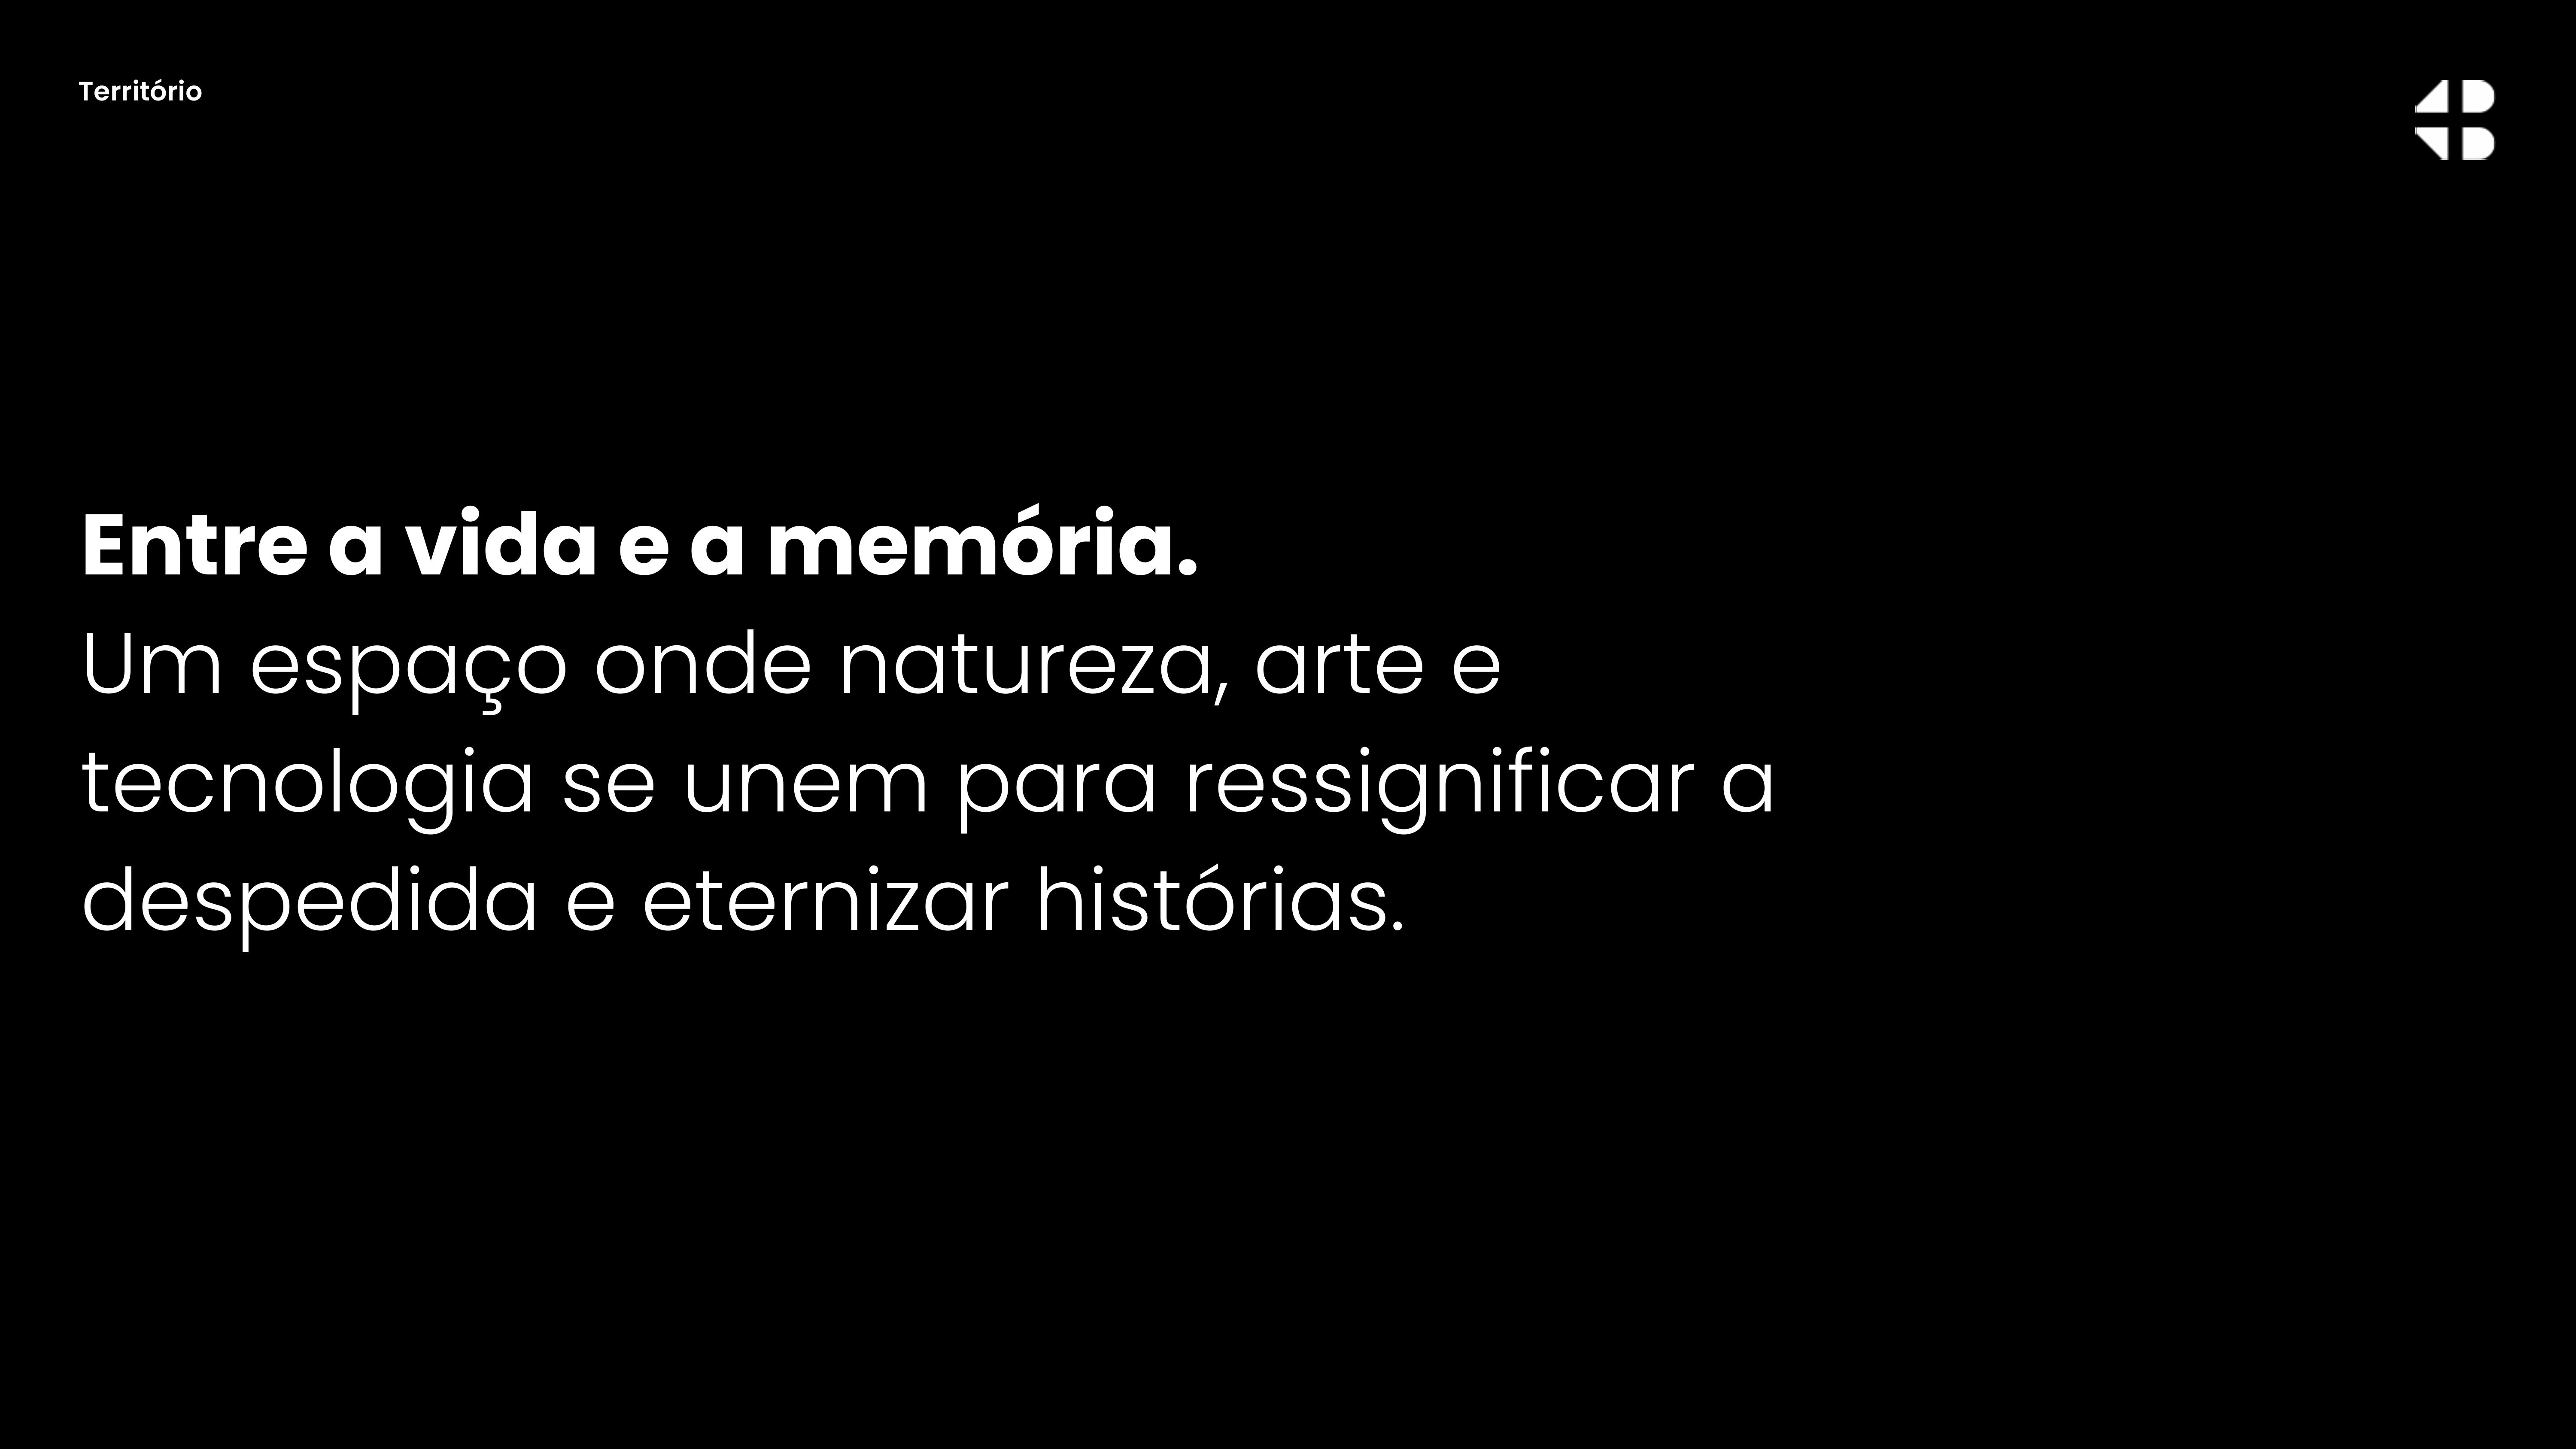 Território
Entre a vida e a memória.
Um espaço onde natureza, arte e
tecnologia se unem para ressignificar a
despedida e eternizar histórias.